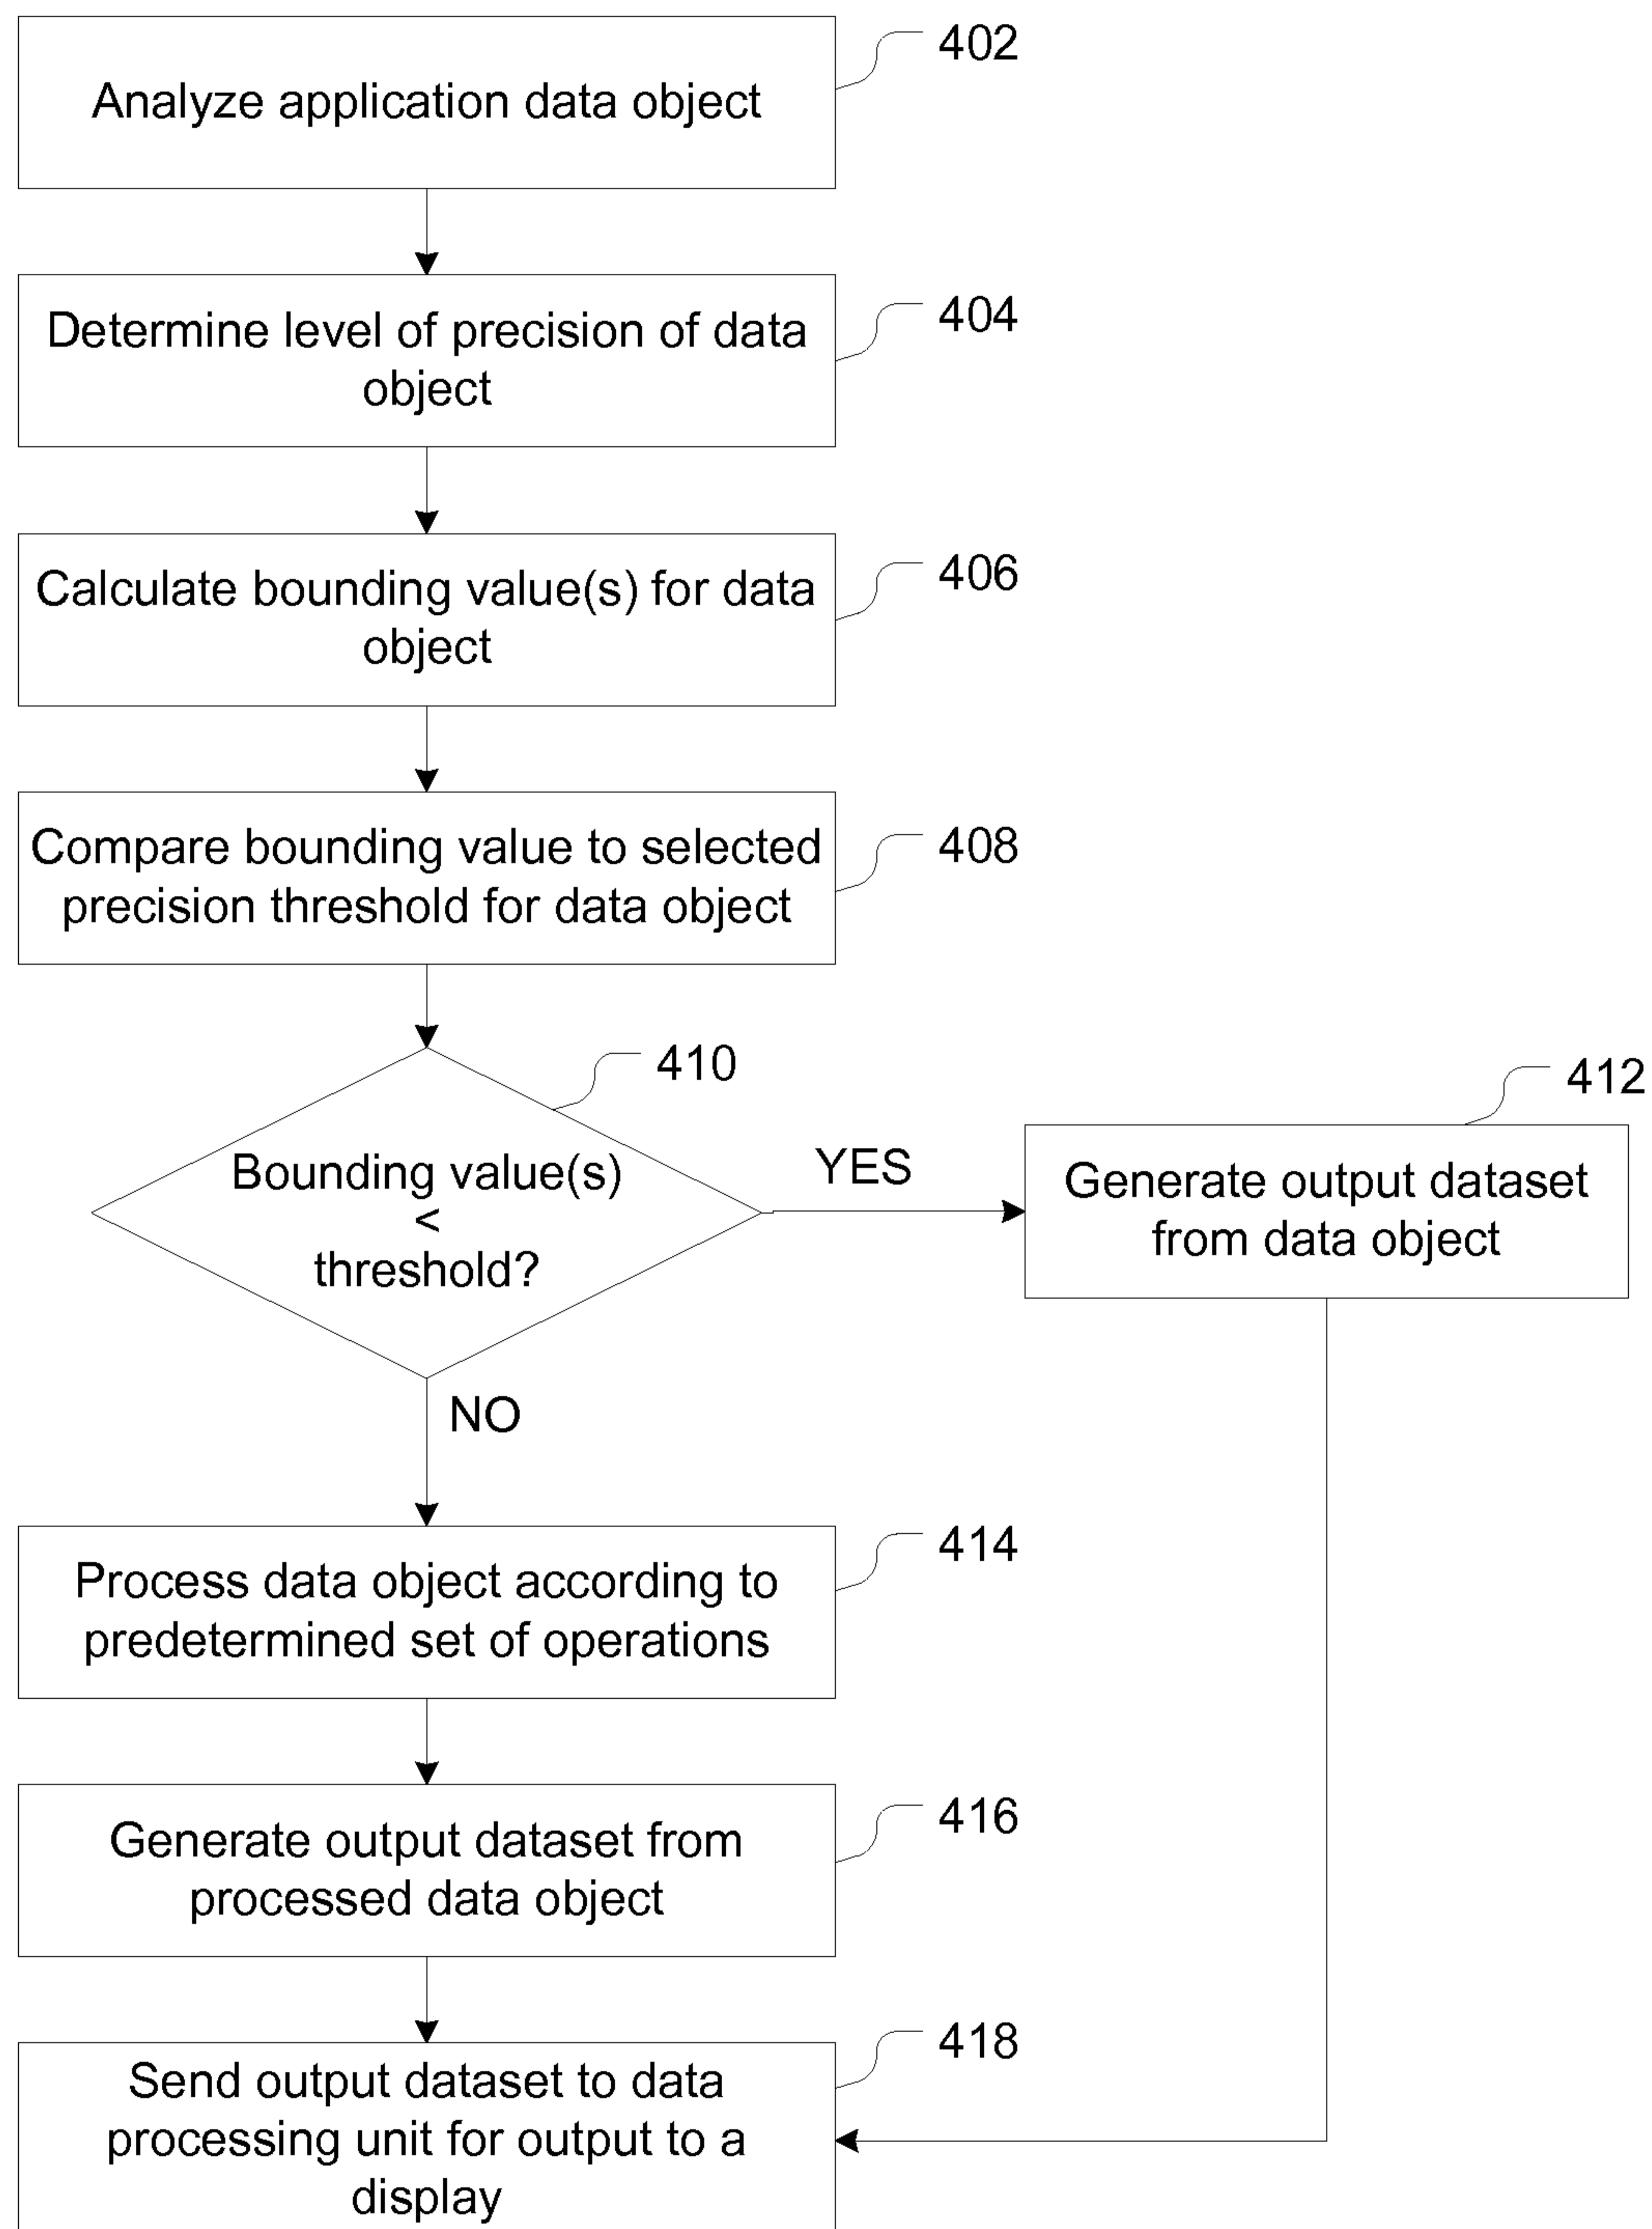 402
Analyze application data object
404
Determine level of precision of data
object
406
Calculate bounding value(s) for data
object
408
Compare bounding value to selected
precision threshold for data object
410
412
Bounding value(s)
<
threshold?
YES
Generate output dataset
from data object
NO
414
Process data object according to
predetermined set of operations
416
Generate output dataset from
processed data object
418
Send output dataset to data
processing unit for output to a
display